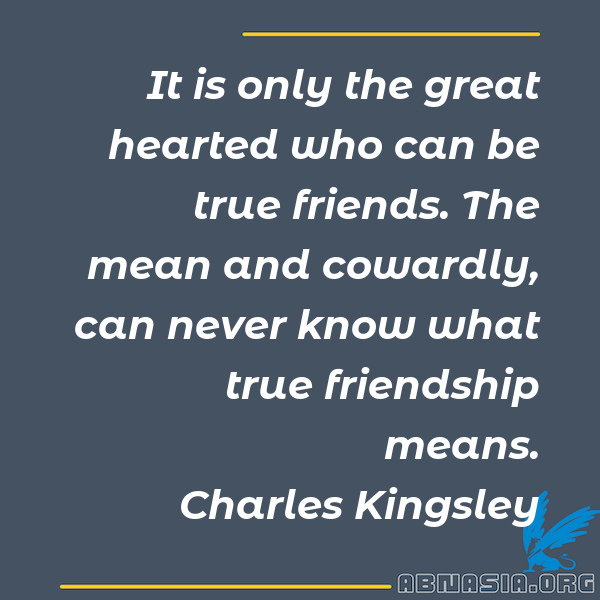 It is only the great
hearted who can be
true friends. The
mean and cowardly,
can never know what
true friendship
means.
Charles Kingsley
ABNASIA.ORG